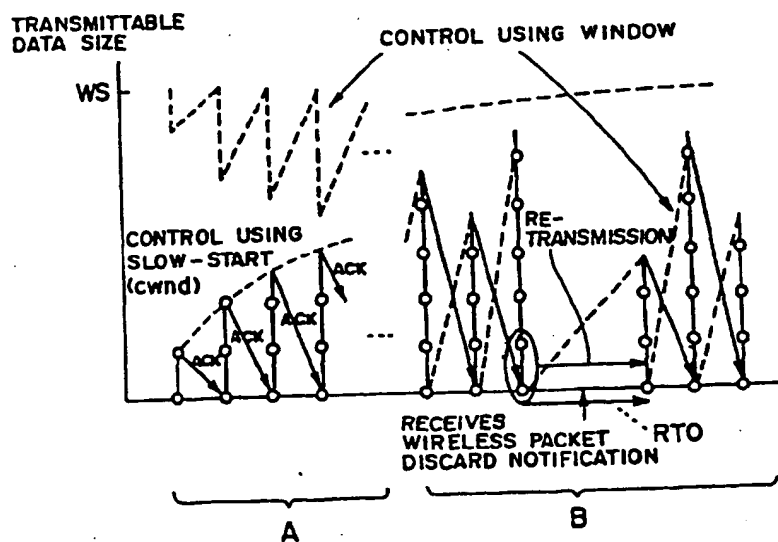 TRANSMITTABLE
DATA SIZE
CONTROL USING WINDOW
WS
CONTROL USING
SLOW-START
(cwnd)
ACK
ACK
ACK
ACK
RE-
TRANSMISSION
RECEIVES
WIRELESS PACKET
DISCARD NOTIFICATION
RTO
A
B